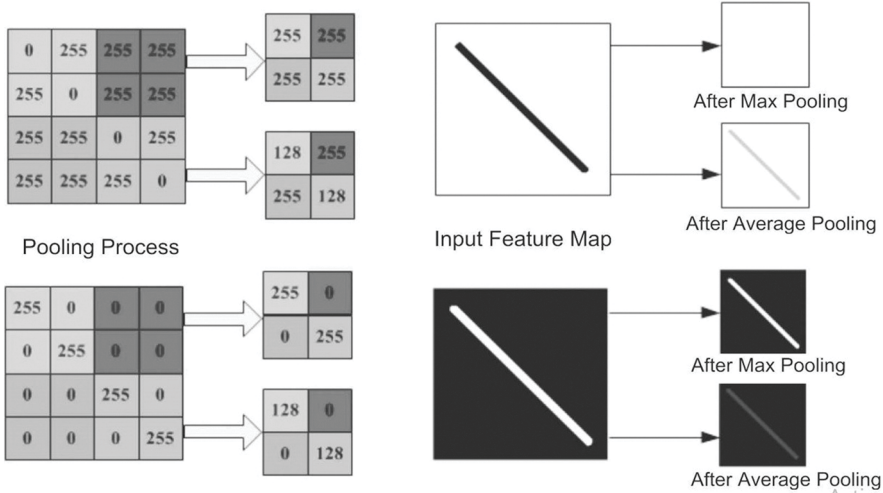 0 255 255 255
255 0 255 255
255 255 0 255
255 255 255 0
255 255
255 255
128 255
255 128
Pooling Process
Input Feature Map
After Max Pooling
After Average Pooling
255 0 0 0
0 255 0 0
0 0 255 0
0 0 0 255
255 0
0 255
128 0
0 128
After Max Pooling
After Average Pooling